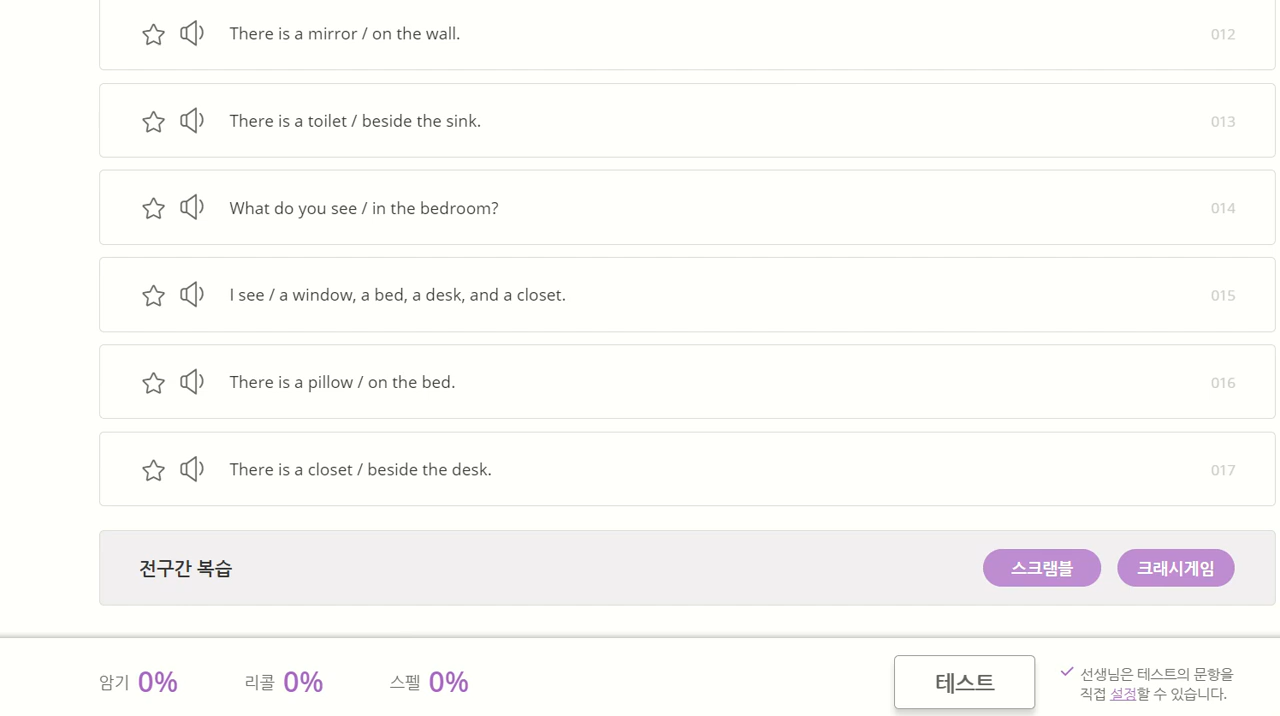 There is a mirror / on the wall. 012
There is a toilet / beside the sink. 013
What do you see / in the bedroom? 014
I see / a window, a bed, a desk, and a closet. 015
There is a pillow / on the bed. 016
There is a closet / beside the desk. 017
전구간 복습 스크램블 크래시게임
암기 0% 리콜 0% 스펠 0% 테스트 선생님은 테스트의 문항을
직접 설정할 수 있습니다.